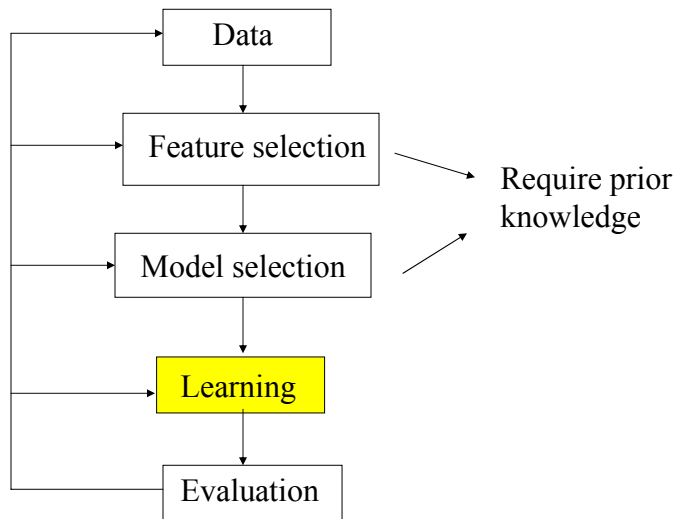 Data
Feature selection
Require prior
knowledge
Model selection
Learning
Evaluation